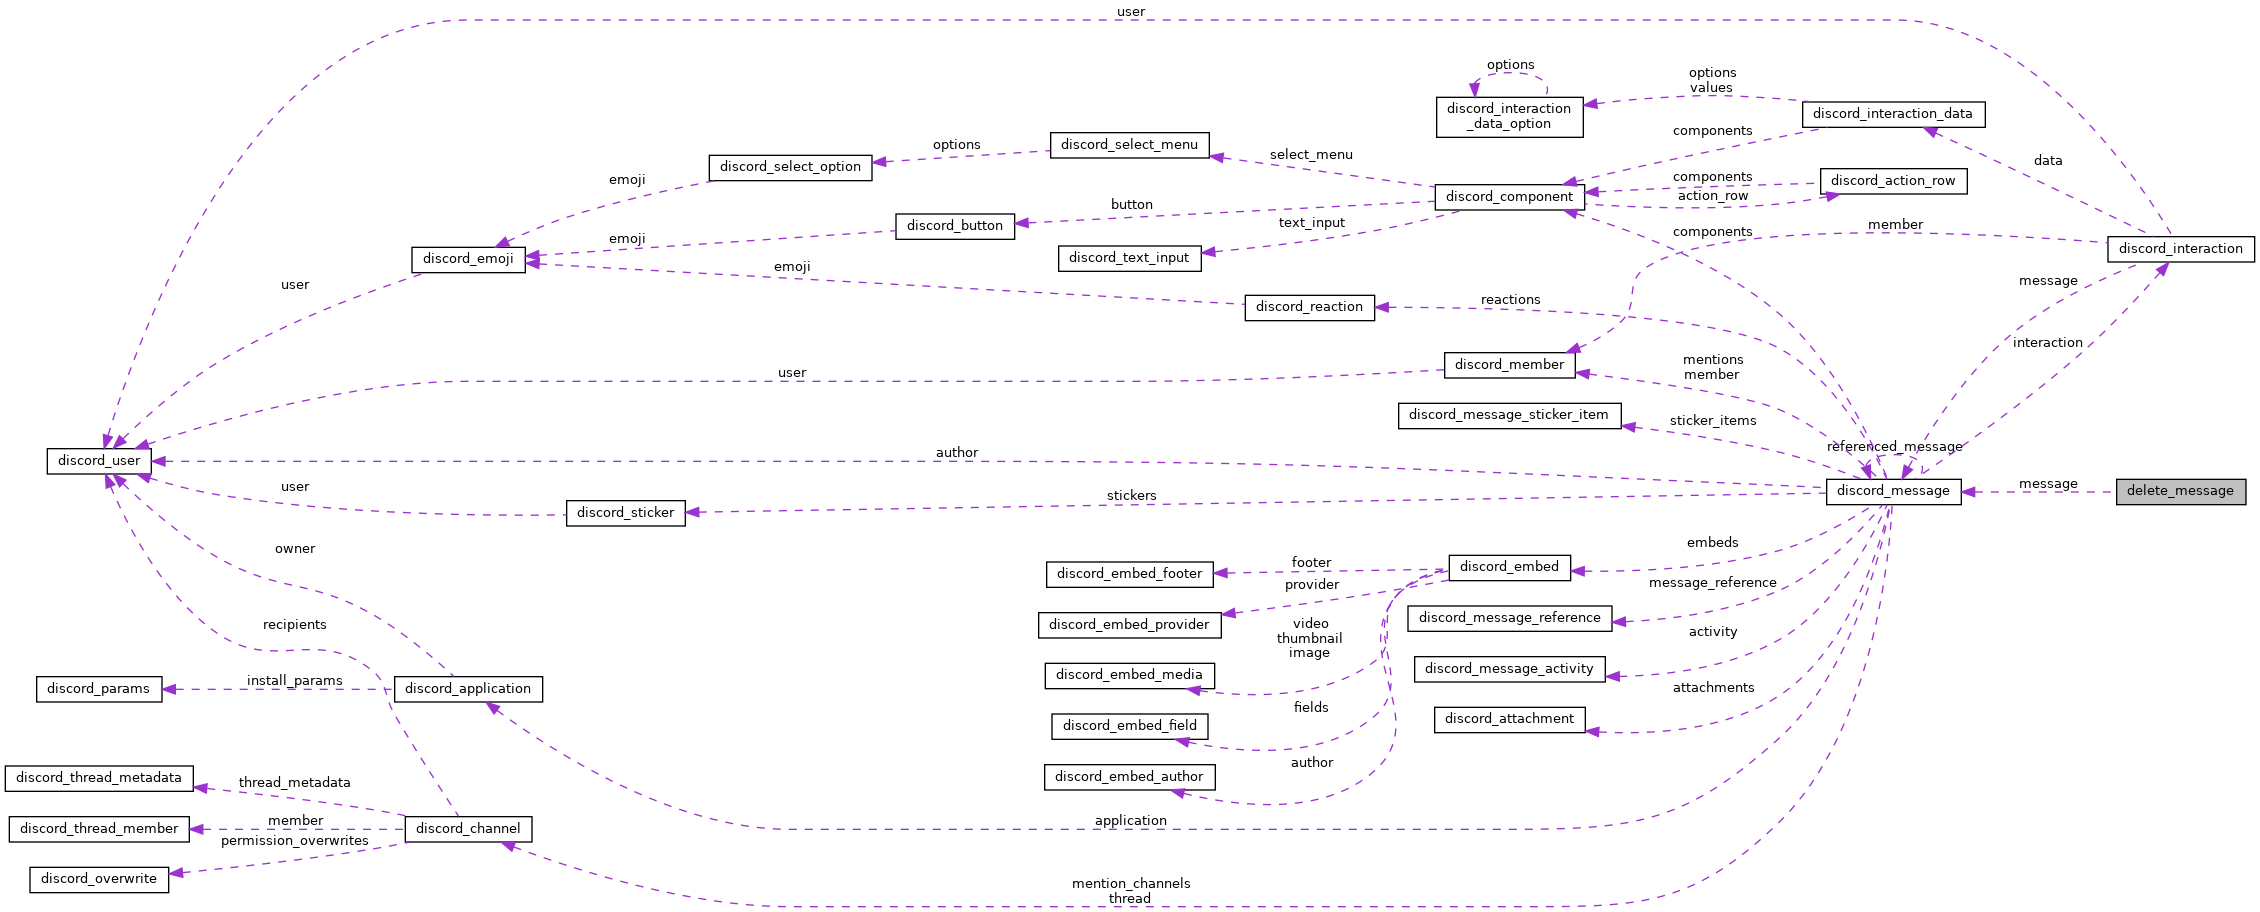 user
options
options
values
discord_interaction
_data_option
discord_interaction_data
components
discord_select_menu
options
select_menu
discord_select_option
data
components
discord_action_row
emoji
discord_component
action_row
button
text_input
discord_button
components
member
emoji
discord_interaction
discord_emoji
discord_text_input
emoji
user
message
reactions
discord_reaction
interaction
mentions
member
discord_member
user
discord_message_sticker_item
sticker_items
referenced_message
author
discord_user
user
stickers
message
discord_message
delete_message
discord_sticker
owner
embeds
footer
discord_embed
discord_embed_footer
provider
message_reference
recipients
discord_embed_provider
video
thumbnail
image
discord_message_reference
activity
install_params
discord_params
discord_application
discord_embed_media
discord_message_activity
attachments
fields
discord_embed_field
discord_attachment
author
discord_embed_author
discord_thread_metadata
thread_metadata
application
member
discord_thread_member
discord_channel
permission_overwrites
discord_overwrite
mention_channels
thread